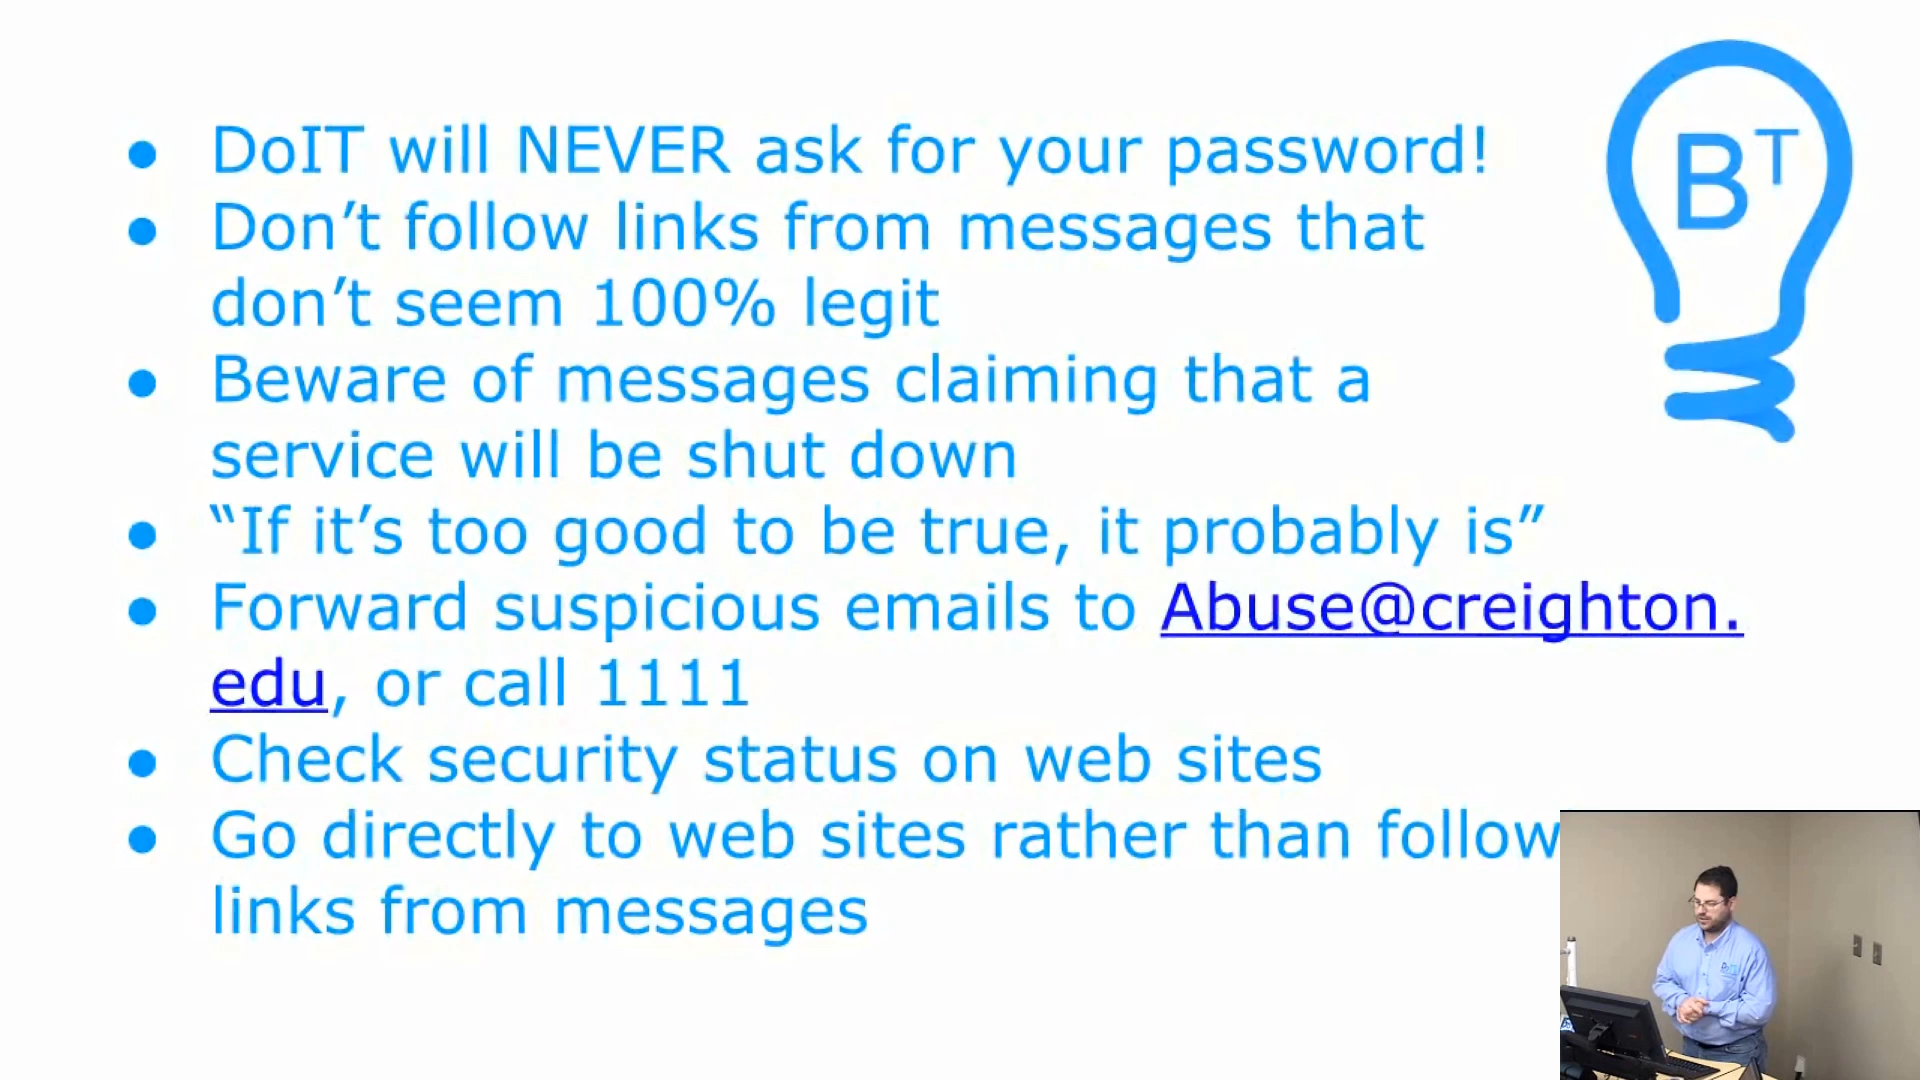 ● DoIT will NEVER ask for your password!
● Don’t follow links from messages that
don’t seem 100% legit
● Beware of messages claiming that a
service will be shut down
● “If it’s too good to be true, it probably is”
● Forward suspicious emails to Abuse@creighton.
edu, or call 1111
● Check security status on web sites
● Go directly to web sites rather than follow
links from messages
BT